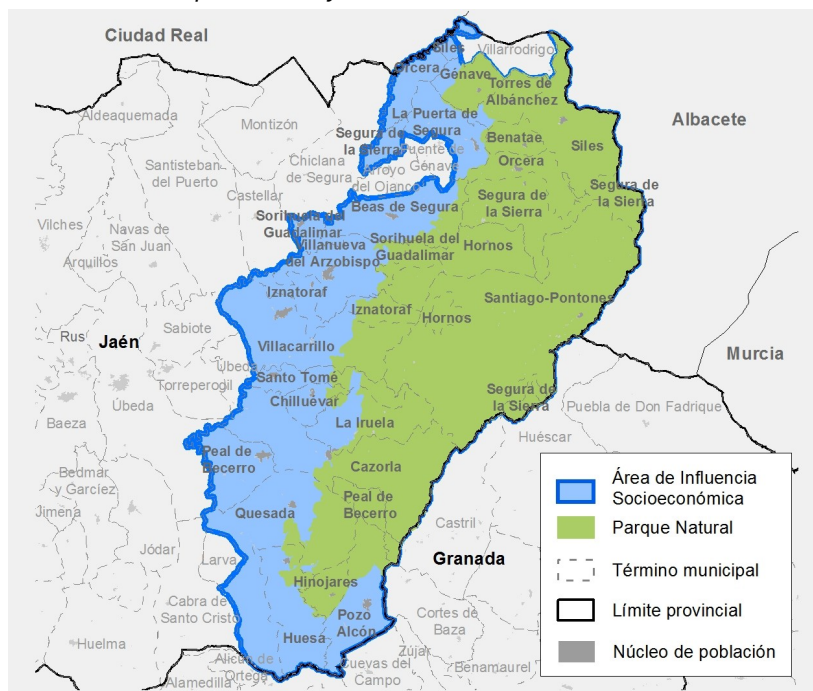 Ciudad Real
Siles
Villarrodrigo
Orcera
Génave
Torres de
Albánchez
Aldeaquemada
Montizón
La Puerta de
Segura
Albacete
Segura de
la Sierra
Benatae
Siles
Fuente de
Génave
Orcera
Chiclana
de Segura
Arroyo
del Ojanco
Santisteban
del Puerto
Castellar
Segura de
la Sierra
Segura de
la Sierra
Beas de Segura
Vilches
Navas de
San Juan
Sorihuela del
Guadalimar
Villanueva
del Arzobispo
Sorihuela del
Guadalimar
Hornos
Arquillos
Iznatoraf
Santiago-Pontones
Iznatoraf
Hornos
Sabiote
Rus
Jaén
Villacarrillo
Murcia
Úbeda
Torreperogil
Santo Tomé
Segura de
la Sierra
Chilluévar
Úbeda
Puebla de Don Fadrique
Baeza
La Iruela
Huéscar
Peal de
Becerro
Cazorla
Bedmar
y Garcíez
Jimena
Peal de
Becerro
Quesada
Castril
Jódar
Larva
Granada
Hinojares
Cabra de
Santo Cristo
Pozo
Alcón
Cortes de
Baza
Huelma
Huesa
Zújar
Alicún de
Ortega
Cuevas del
Campo
Benamaurel
Alamedilla
Área de Influencia
Socioeconómica
Parque Natural
Término municipal
Límite provincial
Núcleo de población